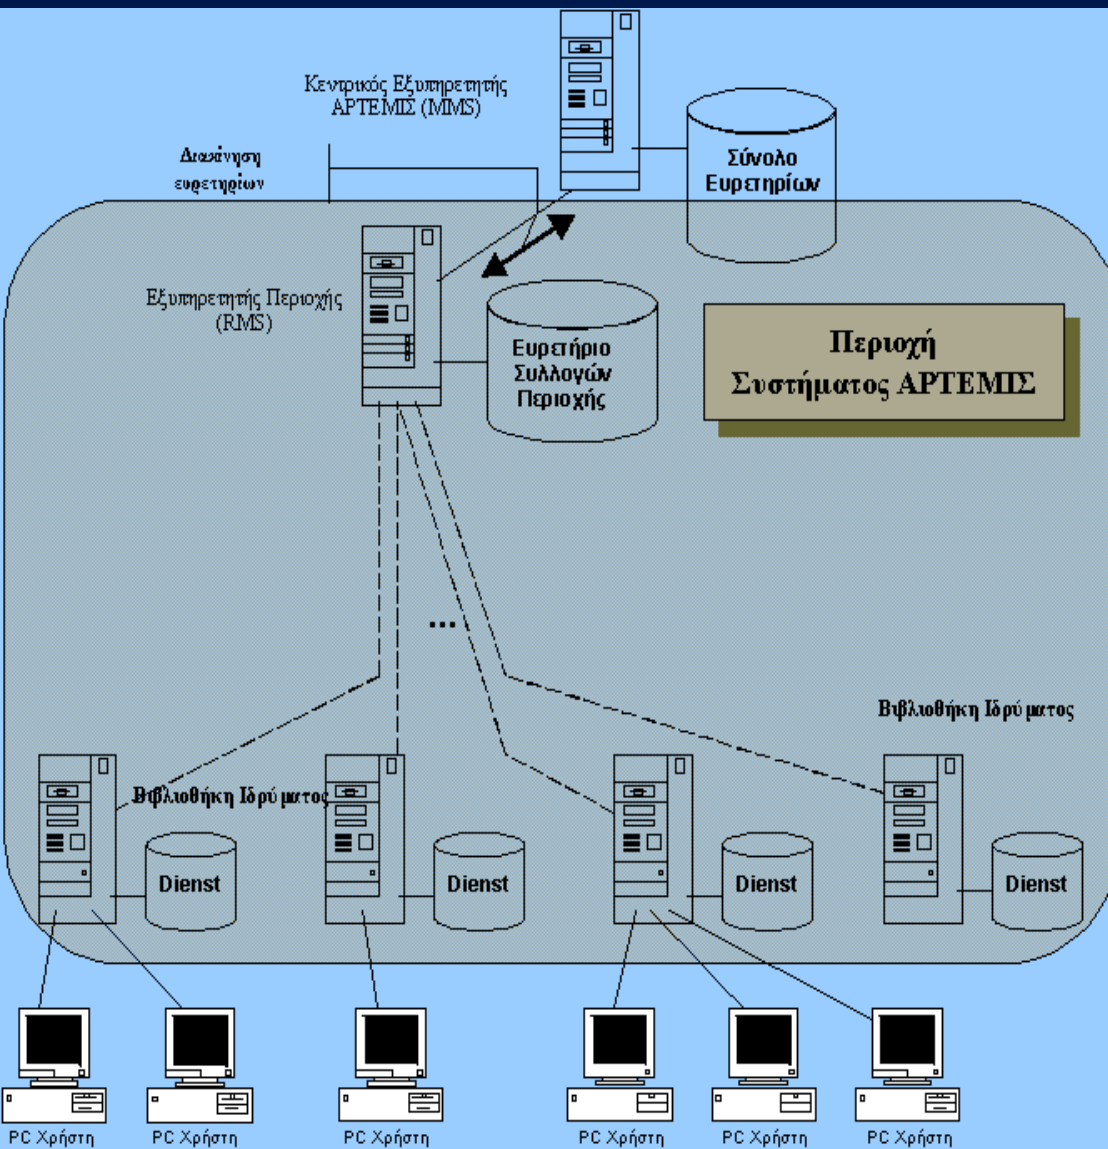 Κεντρικός Εξυπηρετητής
ΑΡΤΕΜΙΣ (MMS)
Διακίνηση
ευρετηρίων
Σύνολο
Ευρετηρίων
Εξυπηρετητής Περιοχής
(RMS)
Ευρετήριο
Συλλογών
Περιοχής
Περιοχή
Συστήματος ΑΡΤΕΜΙΣ
...
Βιβλιοθήκη Ιδρύματος
Βιβλιοθήκη Ιδρύματος
Dienst
Dienst
Dienst
Dienst
PC Χρήστη
PC Χρήστη
PC Χρήστη
PC Χρήστη
PC Χρήστη
PC Χρήστη